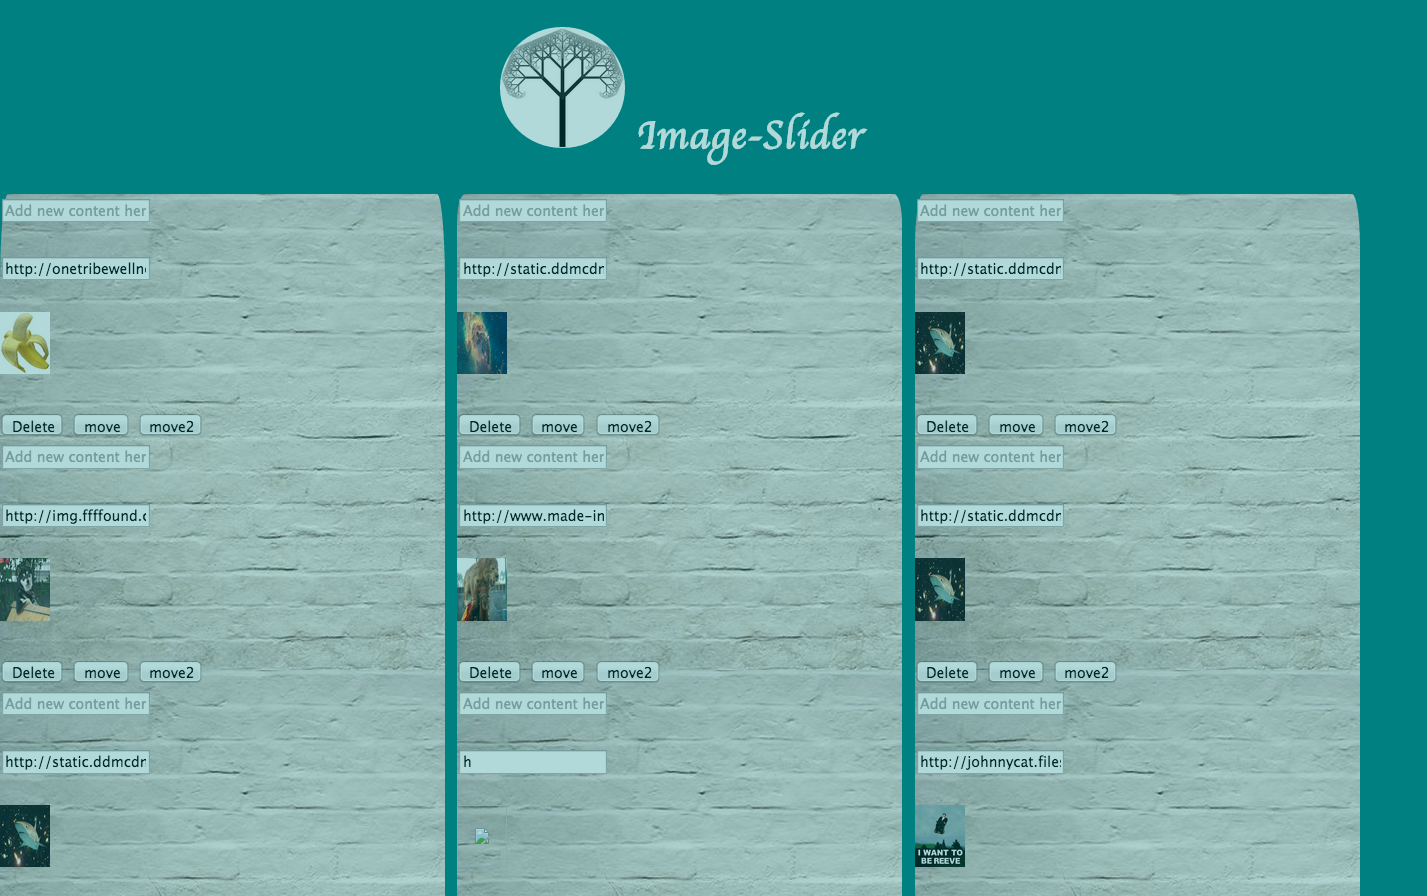 Image-Slider
Add new content her
Add new content her
Add new content her
http://onetribewelln
http://static.ddmcdr
http://static.ddmcdr
Delete move move2
Delete move move2
Delete move move2
Add new content her
Add new content her
Add new content her
http://img.ffffound.c
http://www.made-in
http://static.ddmcdr
Delete move move2
Delete move move2
Delete move move2
Add new content her
Add new content her
Add new content her
http://static.ddmcdr
h
http://johnnycat.file
I WANT TO
BE REEVE